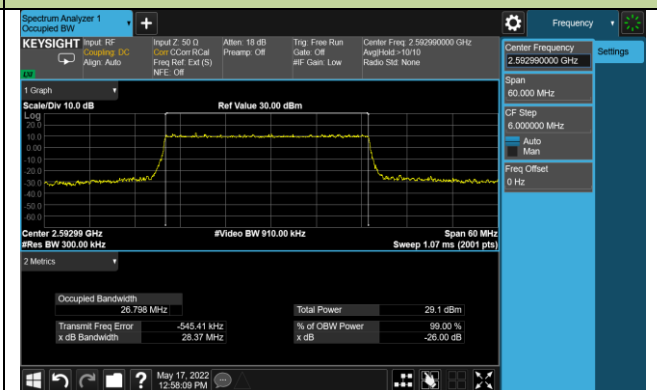 Spectrum Analyzer 1
Occupied BW
Frequency
KEYSIGHT
Input: RF
Coupling: DC
Align: Auto
Input Z: 50 Ω
Corr CCorr RCal
Freq Ref: Ext (S)
NFE: Off
Atten: 18 dB
Preamp: Off
Trig: Free Run
Gate: Off
#IF Gain: Low
Center Freq: 2.592990000 GHz
Avg|Hold:>10/10
Radio Std: None
Center Frequency
2.592990000 GHz
Settings
Span
60.000 MHz
CF Step
6.000000 MHz
Auto
Man
Freq Offset
0 Hz
1 Graph
Scale/Div 10.0 dB
Ref Value 30.00 dBm
Log
20.0
10.0
0.00
-10.0
-20.0
-30.0
-40.0
-50.0
-60.0
Center 2.59299 GHz
#Video BW 910.00 kHz
Span 60 MHz
#Res BW 300.00 kHz
Sweep 1.07 ms (2001 pts)
2 Metrics
Occupied Bandwidth
26.798 MHz
Total Power
29.1 dBm
Transmit Freq Error
-545.41 kHz
% of OBW Power
99.00 %
x dB Bandwidth
28.37 MHz
x dB
-26.00 dB
May 17, 2022
12:58:09 PM